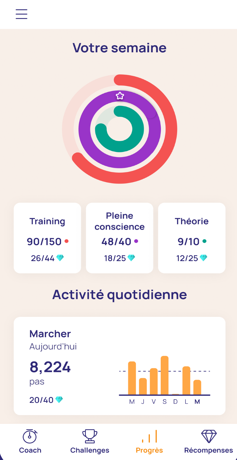 Votre semaine
Training
90/150
26/44
Pleine
conscience
48/40
18/25
Théorie
9/10
12/25
Activité quotidienne
Marcher
Aujourd'hui
8,224
pas
20/40
M J V S D L M
Coach
Challenges
Progrès
Récompenses